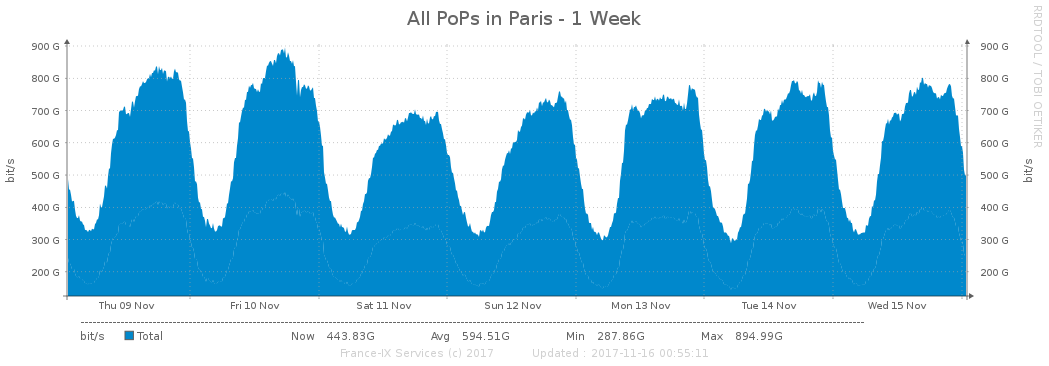 All PoPs in Paris - 1 Week
RRDTOOL / TOBI OETIKER
900 G 900 G
800 G 800 G
700 G 700 G
600 G 600 G
500 G 500 G
400 G 400 G
300 G 300 G
200 G 200 G
bit/s
bit/s
Thu 09 Nov Fri 10 Nov Sat 11 Nov Sun 12 Nov Mon 13 Nov Tue 14 Nov Wed 15 Nov
bit/s Total Now 443.83G Avg 594.51G Min 287.86G Max 894.99G
France-IX Services (c) 2017 Updated : 2017-11-16 00:55:11